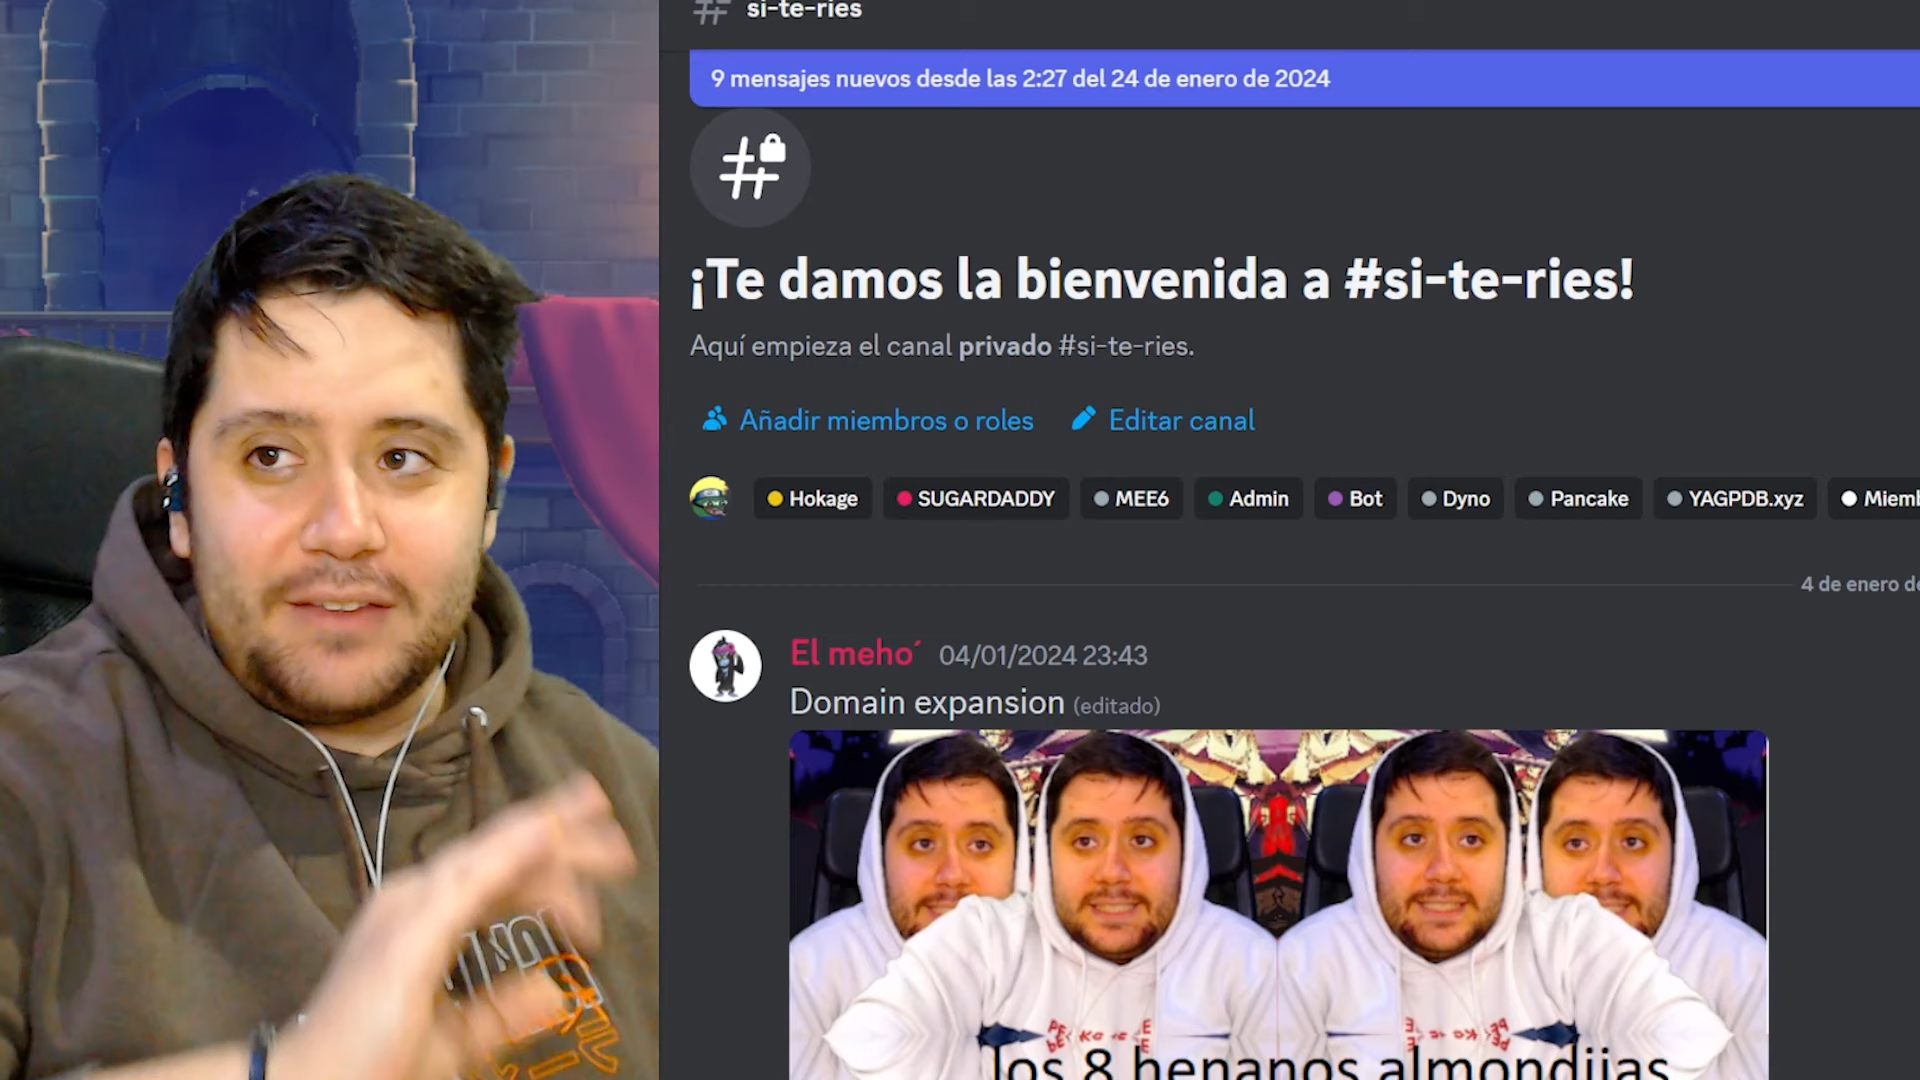 si-te-ries
9 mensajes nuevos desde las 2:27 del 24 de enero de 2024
¡Te damos la bienvenida a #si-te-ries!
Aquí empieza el canal privado #si-te-ries.
Añadir miembros o roles Editar canal
Hokage SUGARDADDY MEE6 Admin Bot Dyno Pancake YAGPDB.xyz Miemb
4 de enero de
El meho´ 04/01/2024 23:43
Domain expansion (editado)
los 8 henanos almondijas